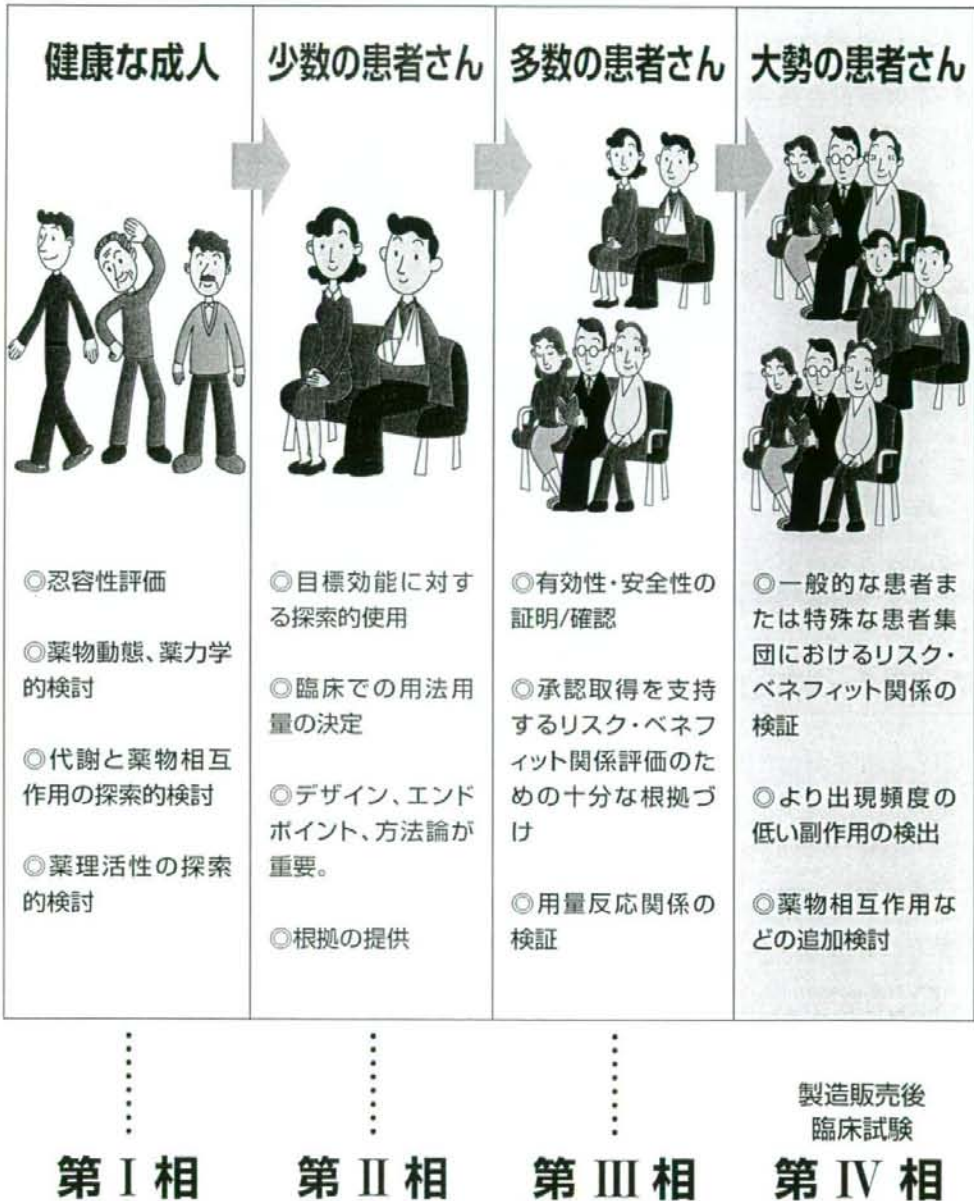 健康な成人
◎忍容性評価
◎薬物動態、薬力学
的検討
◎代謝と薬物相互
作用の探索的検討
◎薬理活性の探索
的検討
第Ⅰ相
少数の患者さん
◎目標効能に対す
る探索的使用
◎臨床での用法用
量の決定
◎デザイン、エンド
ポイント、方法論が
重要。
◎根拠の提供
第Ⅱ相
多数の患者さん
◎有効性・安全性の
証明/確認
◎承認取得を支持
するリスク・ベネフ
ィット関係評価のた
めの十分な根拠づ
け
◎用量反応関係の
検証
第Ⅲ相
大勢の患者さん
◎一般的な患者ま
たは特殊な患者集
団におけるリスク・
ベネフィット関係の
検証
◎より出現頻度の
低い副作用の検出
◎薬物相互作用な
どの追加検討
製造販売後
臨床試験
第Ⅳ相